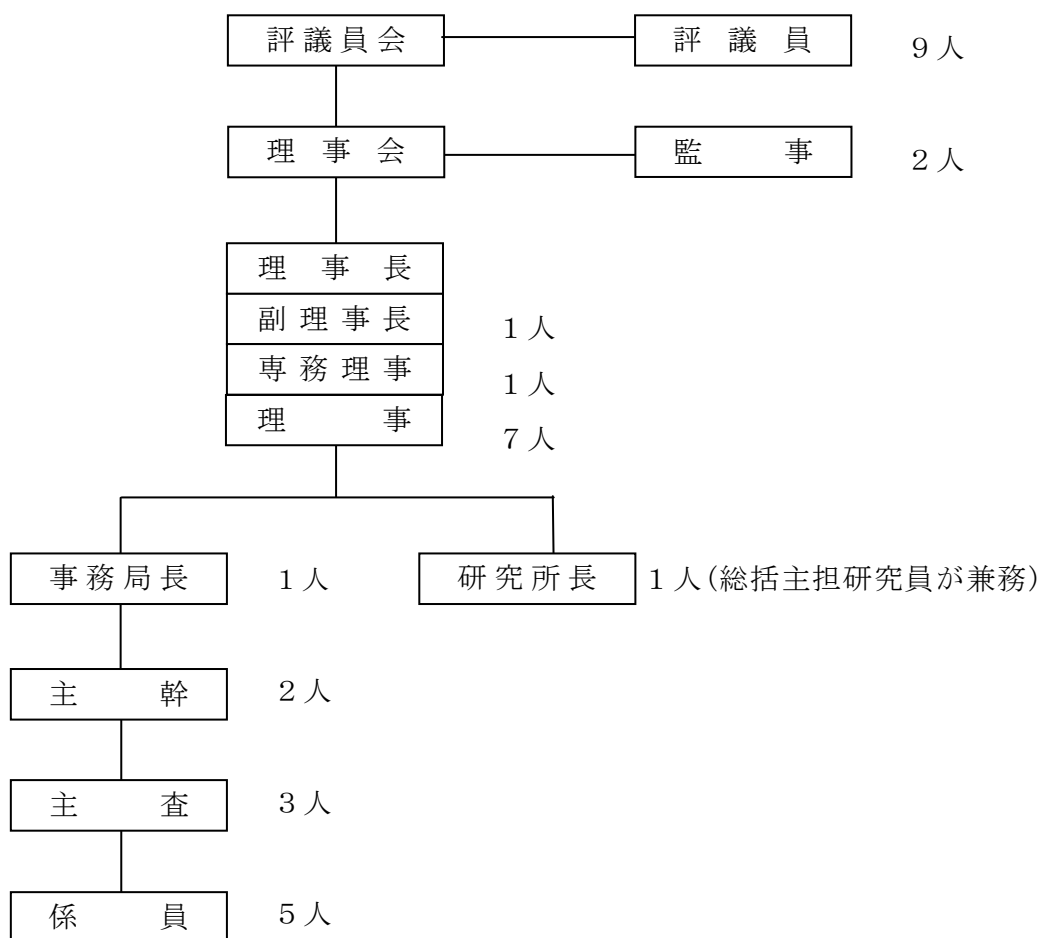 評議員会 評議員 9人
理事会 監事 2人
理事長
副理事長 1人
専務理事 1人
理事 7人
事務局長 1人 研究所長 1人(総括主担研究員が兼務)
主幹 2人
主査 3人
係員 5人